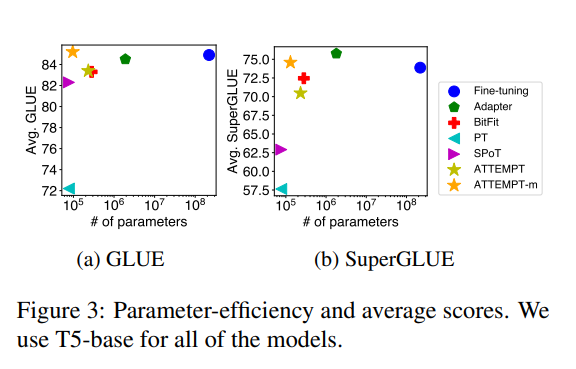 84
82
80
78
76
74
72
Avg. GLUE
10^5 10^6 10^7 10^8
# of parameters
75.0
72.5
70.0
67.5
65.0
62.5
60.0
57.5
Avg. SuperGLUE
10^5 10^6 10^7 10^8
# of parameters
Fine-tuning
Adapter
BitFit
PT
SPoT
ATTEMPT
ATTEMPT-m
(a) GLUE
(b) SuperGLUE
Figure 3: Parameter-efficiency and average scores. We
use T5-base for all of the models.